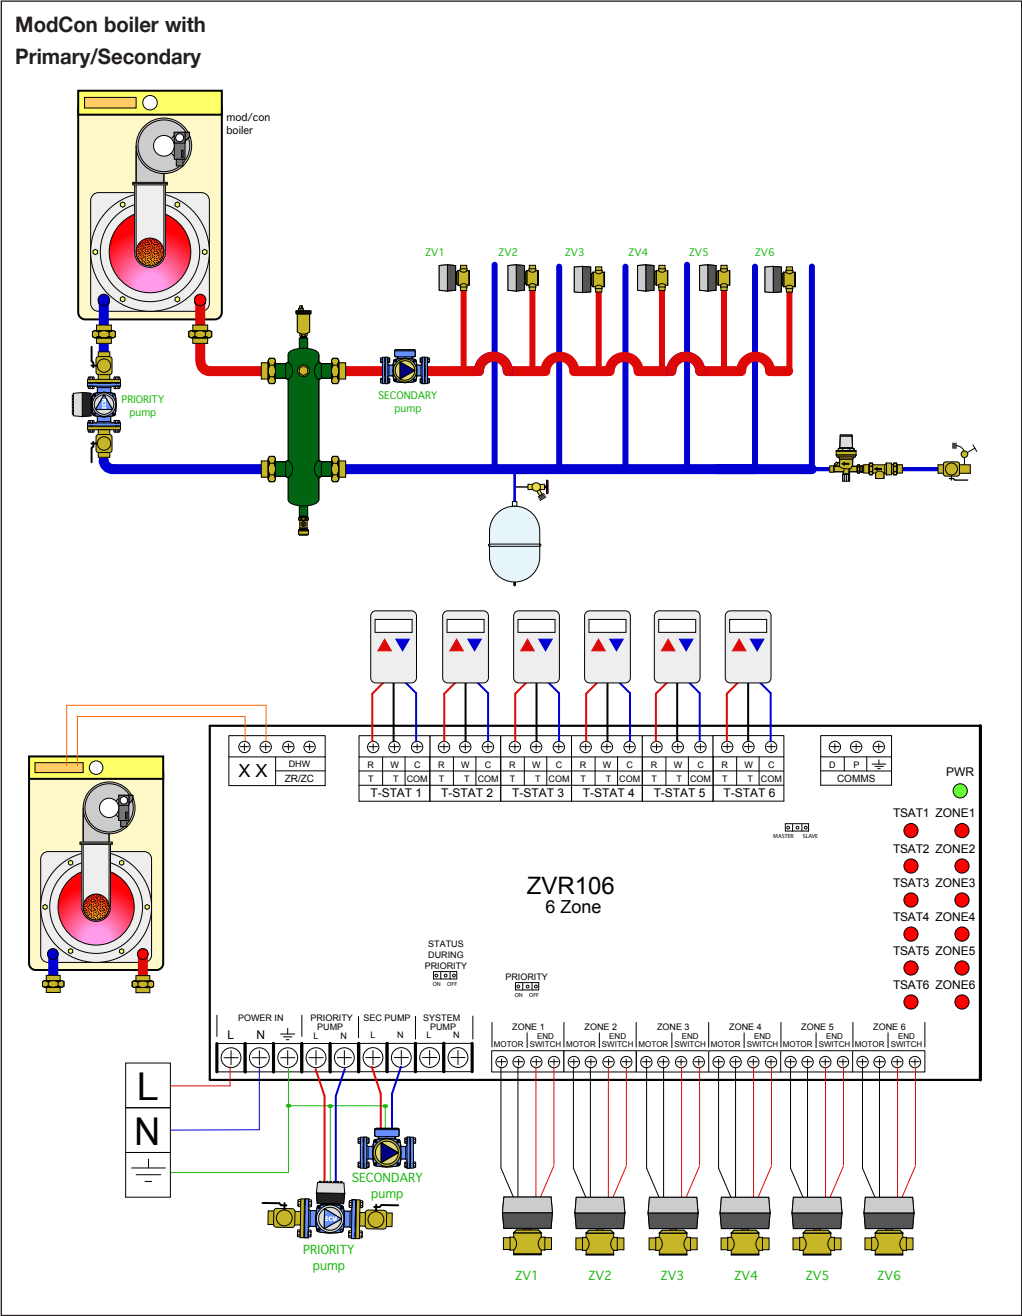 ModCon boiler with
Primary/Secondary
mod/con
boiler
ZV1 ZV2 ZV3 ZV4 ZV5 ZV6
PRIORITY
pump
SECONDARY
pump
X X
DHW
ZR/ZC
R W C R W C R W C R W C R W C R W C
T T COM T T COM T T COM T T COM T T COM T T COM
T-STAT 1 T-STAT 2 T-STAT 3 T-STAT 4 T-STAT 5 T-STAT 6
D P
COMMS
PWR
TSAT1 ZONE1
TSAT2 ZONE2
TSAT3 ZONE3
TSAT4 ZONE4
TSAT5 ZONE5
TSAT6 ZONE6
MASTER SLAVE
ZVR106
6 Zone
STATUS
DURING
PRIORITY
ON OFF
PRIORITY
ON OFF
POWER IN
L N
PRIORITY
PUMP
L N
SEC PUMP
L N
SYSTEM
PUMP
L N
ZONE 1 ZONE 2 ZONE 3 ZONE 4 ZONE 5 ZONE 6
MOTOR END SWITCH MOTOR END SWITCH MOTOR END SWITCH MOTOR END SWITCH MOTOR END SWITCH MOTOR END SWITCH
L
N
SECONDARY
pump
ECM
PRIORITY
pump
ZV1 ZV2 ZV3 ZV4 ZV5 ZV6